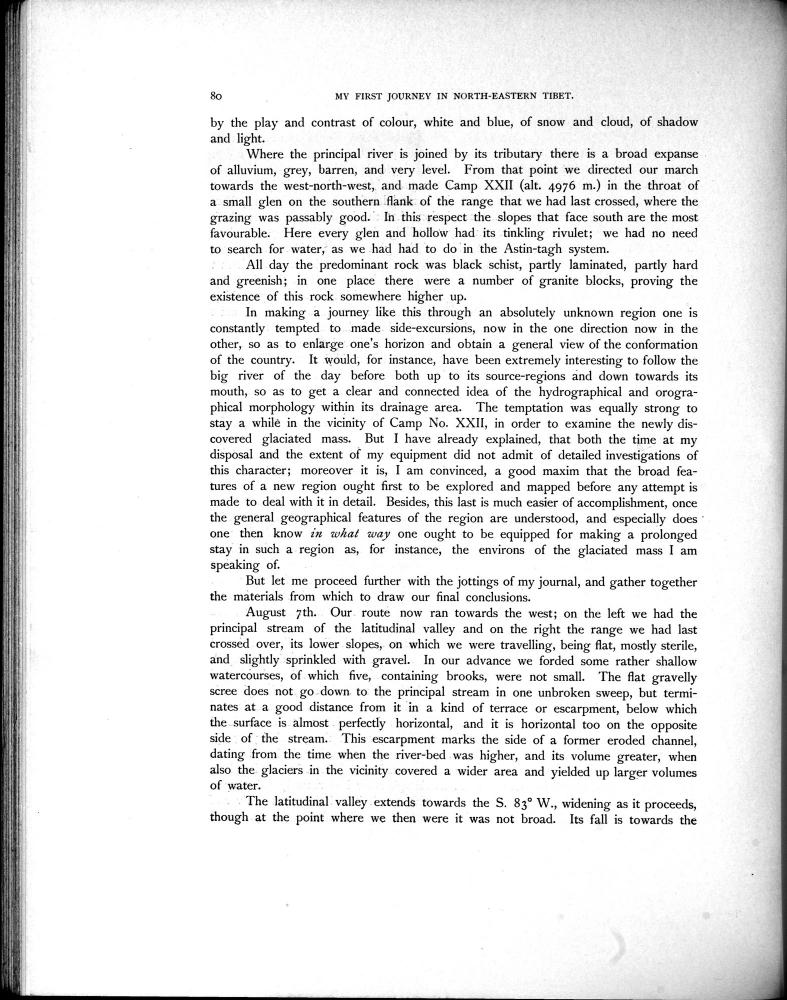 80 MY FIRST JOURNEY IN NORTH-EASTERN TIBET.
by the play and contrast of colour, white and blue, of snow and cloud, of shadow
and light.
Where the principal river is joined by its tributary there is a broad expanse
of alluvium, grey, barren, and very level. From that point we directed our march
towards the west-north-west, and made Camp XXII (alt. 4976 m.) in the throat of
a small glen on the southern flank of the range that we had last crossed, where the
grazing was passably good. In this respect the slopes that face south are the most
favourable. Here every glen and hollow had its tinkling rivulet; we had no need
to search for water, as we had had to do in the Astin-tagh system.
All day the predominant rock was black schist, partly laminated, partly hard
and greenish; in one place there were a number of granite blocks, proving the
existence of this rock somewhere higher up.
In making a journey like this through an absolutely unknown region one is
constantly tempted to made side-excursions, now in the one direction now in the
other, so as to enlarge one's horizon and obtain a general view of the conformation
of the country. It would, for instance, have been extremely interesting to follow the
big river of the day before both up to its source-regions and down towards its
mouth, so as to get a clear and connected idea of the hydrographical and orogra-
phical morphology within its drainage area. The temptation was equally strong to
stay a while in the vicinity of Camp No. XXII, in order to examine the newly dis-
covered glaciated mass. But I have already explained, that both the time at my
disposal and the extent of my equipment did not admit of detailed investigations of
this character; moreover it is, I am convinced, a good maxim that the broad fea-
tures of a new region ought first to be explored and mapped before any attempt is
made to deal with it in detail. Besides, this last is much easier of accomplishment, once
the general geographical features of the region are understood, and especially does
one then know in what way one ought to be equipped for making a prolonged
stay in such a region as, for instance, the environs of the glaciated mass I am
speaking of.
But let me proceed further with the jottings of my journal, and gather together
the materials from which to draw our final conclusions.
August 7th. Our route now ran towards the west; on the left we had the
principal stream of the latitudinal valley and on the right the range we had last
crossed over, its lower slopes, on which we were travelling, being flat, mostly sterile,
and slightly sprinkled with gravel. In our advance we forded some rather shallow
watercourses, of which five, containing brooks, were not small. The flat gravelly
scree does not go down to the principal stream in one unbroken sweep, but termi-
nates at a good distance from it in a kind of terrace or escarpment, below which
the surface is almost perfectly horizontal, and it is horizontal too on the opposite
side of the stream. This escarpment marks the side of a former eroded channel,
dating from the time when the river-bed was higher, and its volume greater, when
also the glaciers in the vicinity covered a wider area and yielded up larger volumes
of water.
The latitudinal valley extends towards the S. 83° W., widening as it proceeds,
though at the point where we then were it was not broad. Its fall is towards the